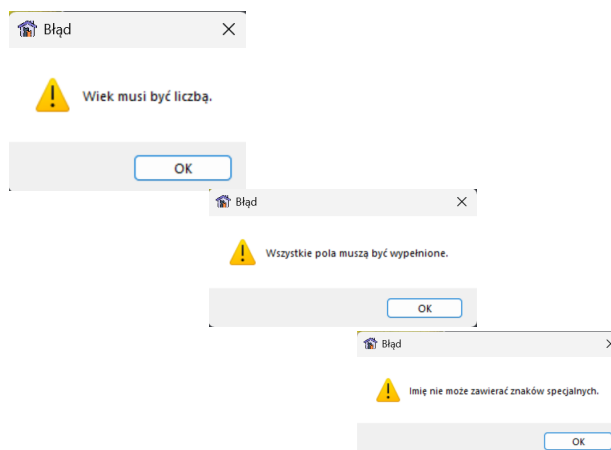 Błąd
Wiek musi być liczbą.
OK
Błąd
Wszystkie pola muszą być wypełnione.
OK
Błąd
Imię nie może zawierać znaków specjalnych.
OK